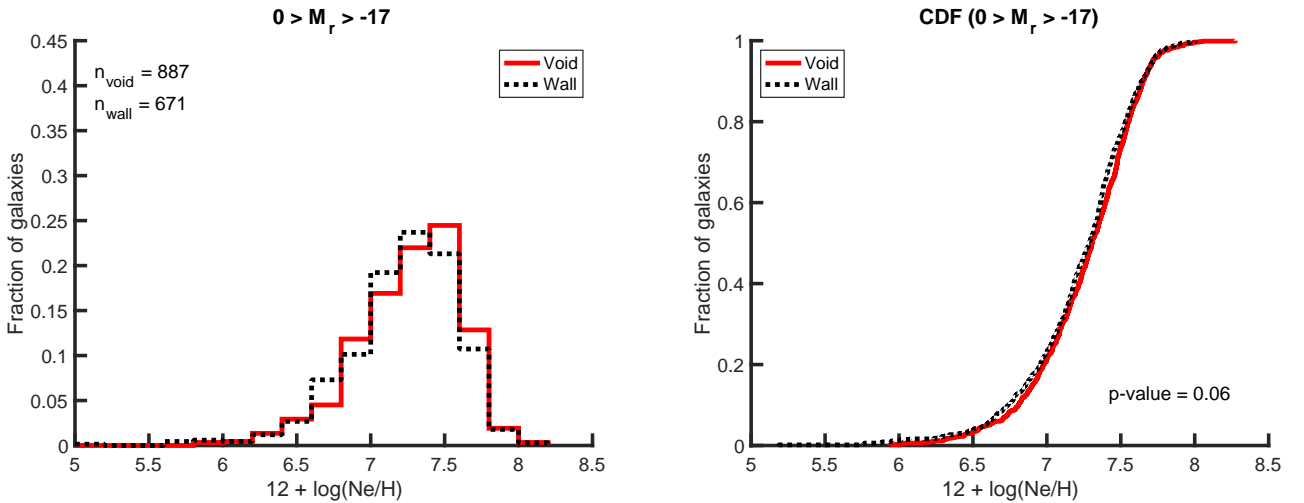 0 > M_r > -17
0.45
0.4
0.35
0.3
0.25
0.2
0.15
0.1
0.05
0
Fraction of galaxies
n_void = 887
n_wall = 671
Void
Wall
5 5.5 6 6.5 7 7.5 8 8.5
12 + log(Ne/H)
CDF (0 > M_r > -17)
1
0.8
0.6
0.4
0.2
0
Fraction of galaxies
Void
Wall
p-value = 0.06
5 5.5 6 6.5 7 7.5 8 8.5
12 + log(Ne/H)